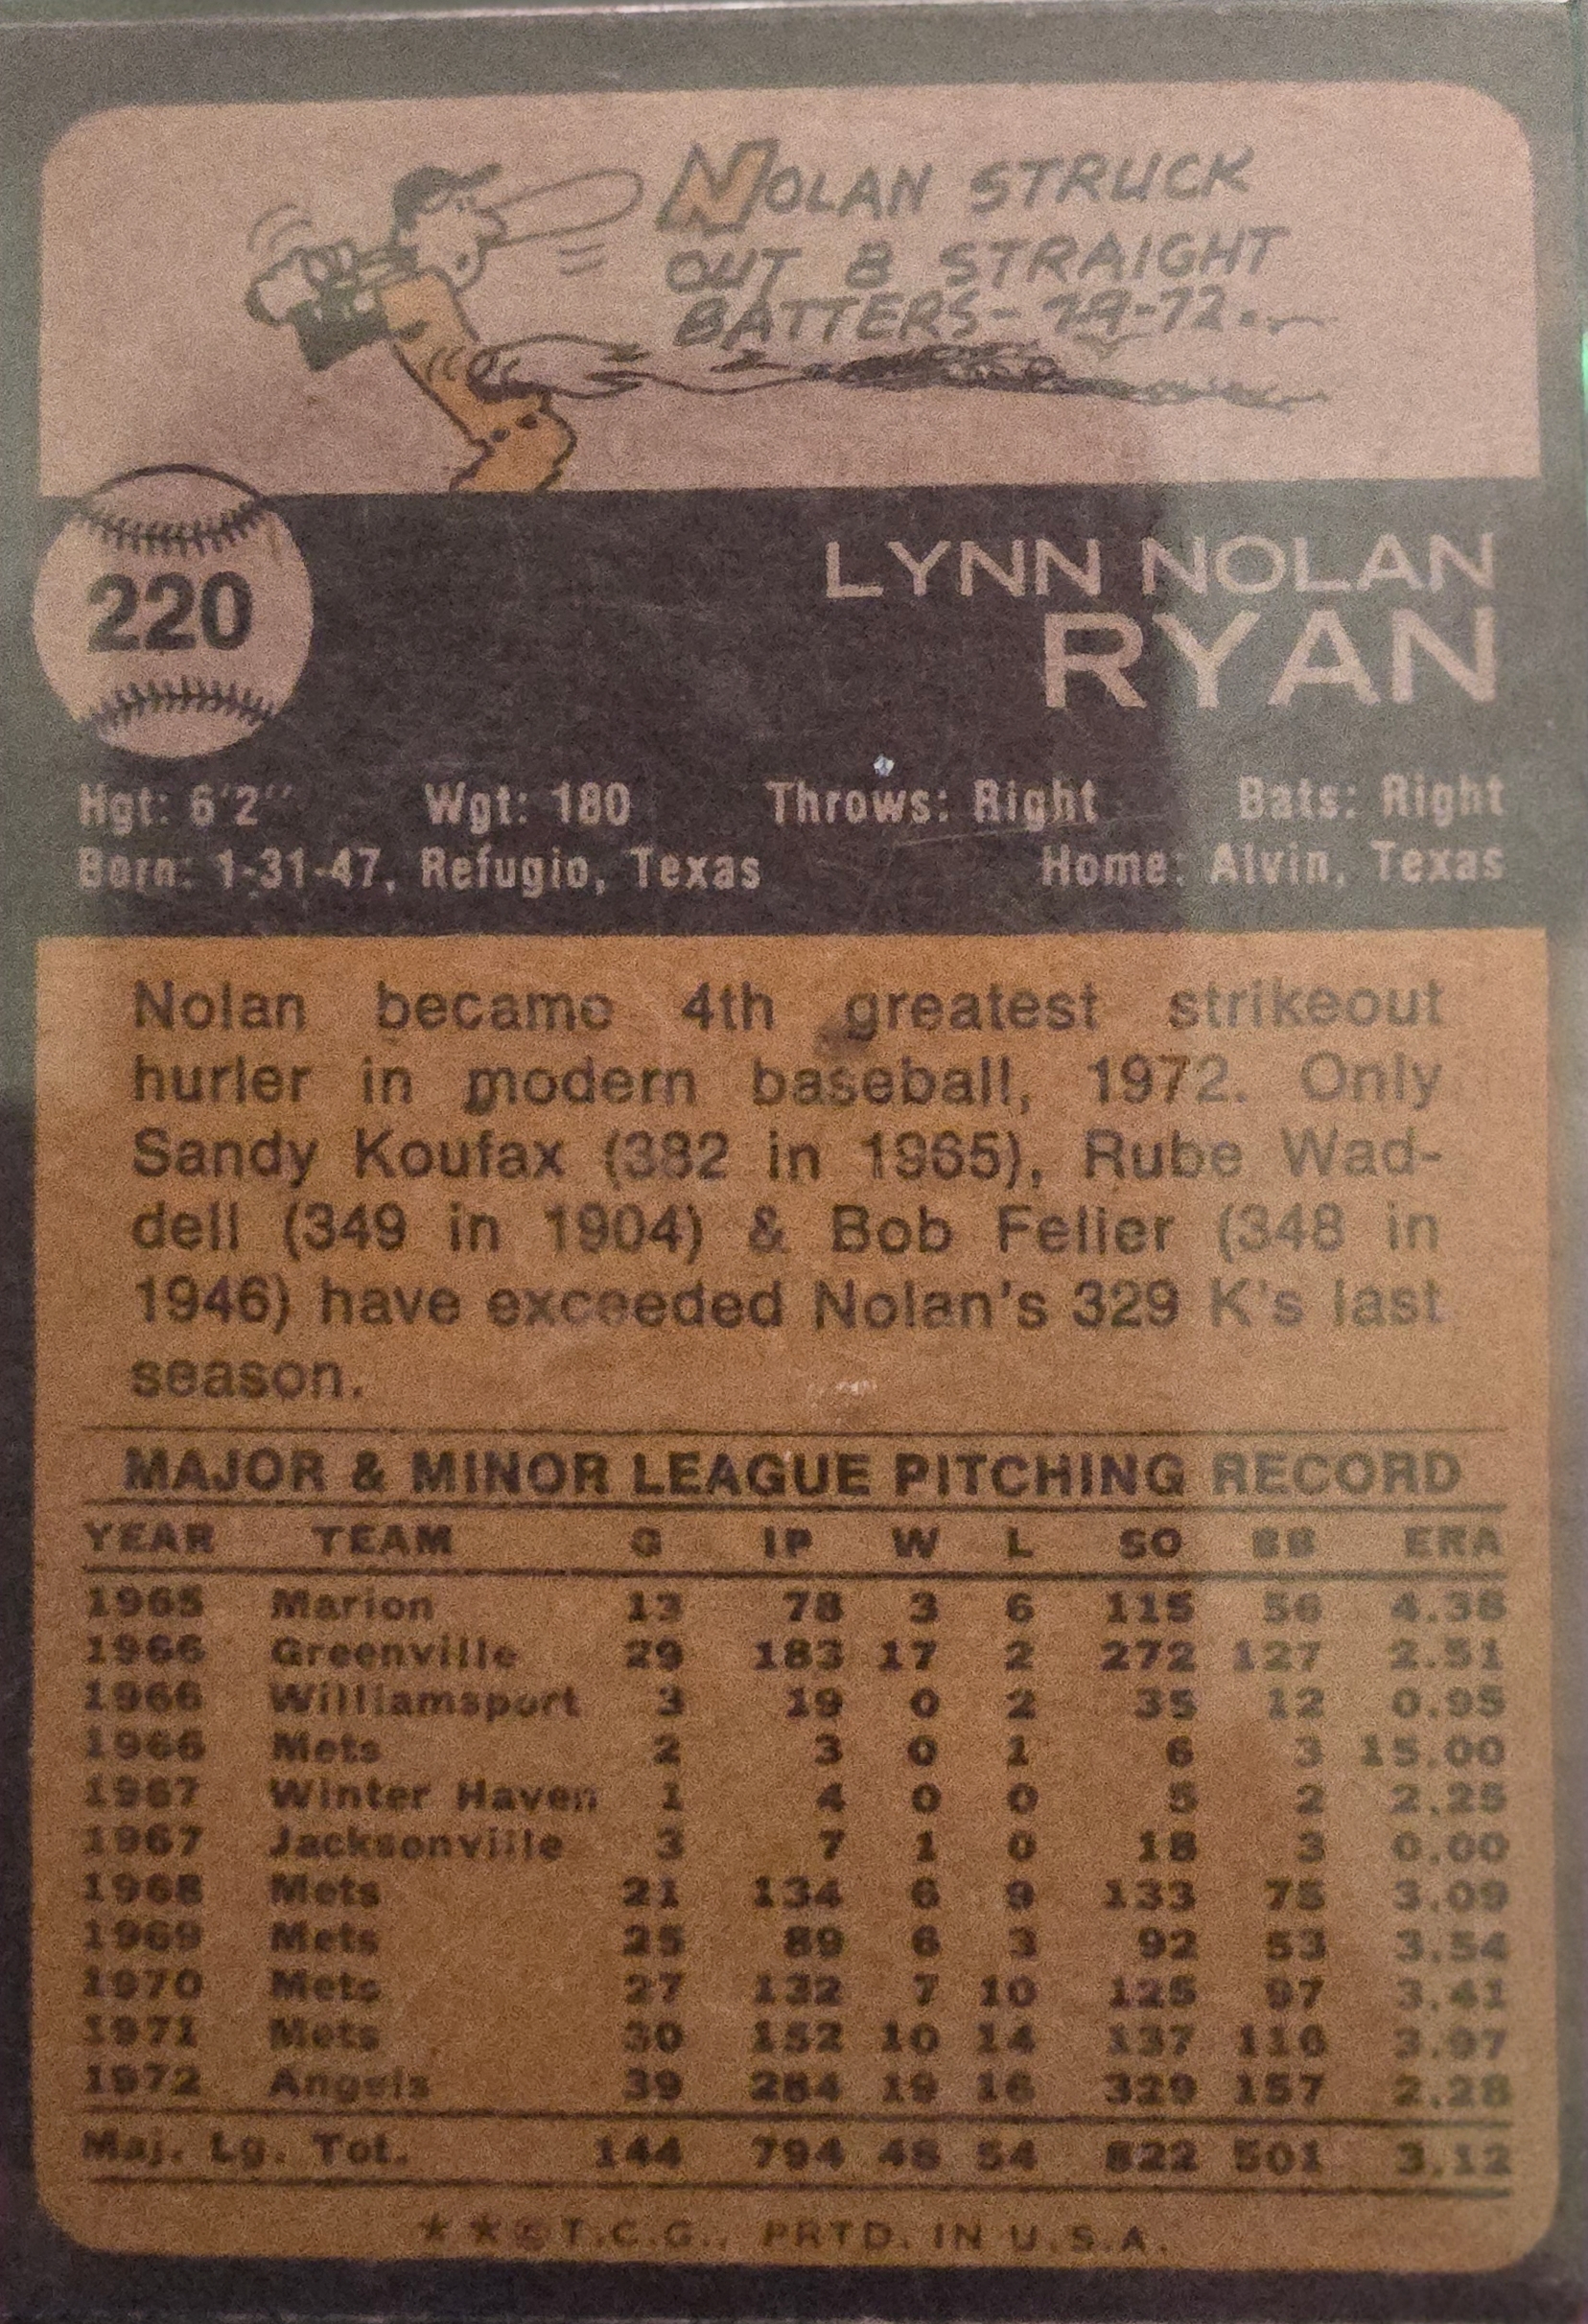 NOLAN STRUCK
OUT 8 STRAIGHT
BATTERS-7-9-72.
220
LYNN NOLAN
RYAN
Hgt: 6'2" Wgt: 180 Throws: Right Bats: Right
Born: 1-31-47, Refugio, Texas Home: Alvin, Texas
Nolan became 4th greatest strikeout
hurler in modern baseball, 1972. Only
Sandy Koufax (382 in 1965), Rube Wad-
dell (349 in 1904) & Bob Feller (348 in
1946) have exceeded Nolan's 329 K's last
season.
MAJOR & MINOR LEAGUE PITCHING RECORD
YEAR TEAM G IP W L SO BB ERA
1965 Marion 13 78 3 6 115 56 4.38
1966 Greenville 29 183 17 2 272 127 2.51
1966 Williamsport 3 19 0 2 35 12 0.95
1966 Mets 2 3 0 1 6 3 15.00
1967 Winter Haven 1 4 0 0 5 2 2.25
1967 Jacksonville 3 7 1 0 18 3 0.00
1968 Mets 21 134 6 9 133 75 3.09
1969 Mets 25 89 6 3 92 53 3.54
1970 Mets 27 132 7 10 125 97 3.41
1971 Mets 30 152 10 14 137 116 3.97
1972 Angels 39 284 19 16 329 157 2.28
Maj. Lg. Tot. 144 794 48 54 822 501 3.12
★ ★ © T.C.G., PRTD. IN U.S.A.